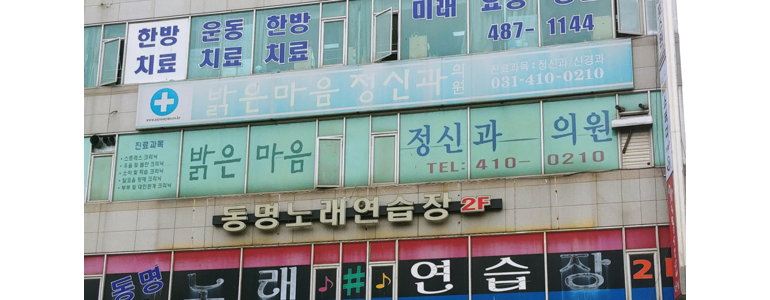 한방 치료 운동 치료 한방 치료 미래
487- 1144
밝은마음 정신과의원
진료과목 : 정신과, 신경과
031-410-0210
진료과목
밝은 마음 정신과 의원
TEL: 410- 0210
동명노래연습장 2F
동명 노래 연습장 2F